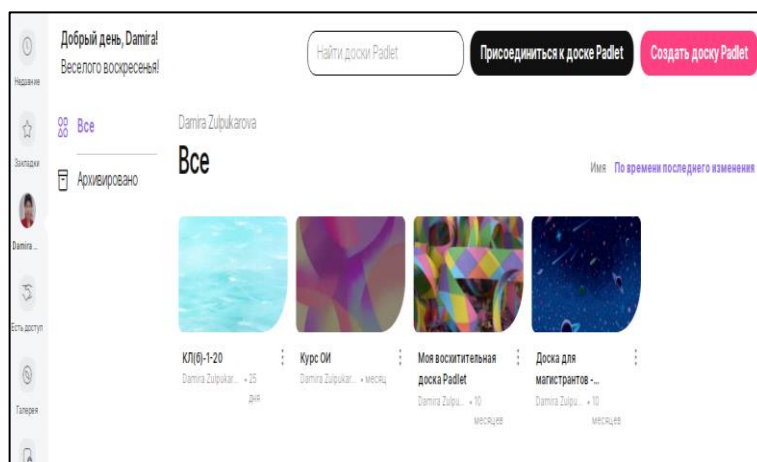 Добрый день, Damira!
Веселого воскресенья!
Найти доски Padlet
Присоединиться к доске Padlet
Создать доску Padlet
Недавние
Закладки
Damira ...
Есть доступ
Галерея
Все
Архивировано
Damira Zulpukarova
Все
Имя По времени последнего изменения
КЛ(б)-1-20
Damira Zulpukar... • 25
дня
Курс ОИ
Damira Zulpukar... • месяц
Моя восхитительная
доска Padlet
Damira Zulpu... • 10
месяцев
Доска для
магистрантов -...
Damira Zulpu... • 10
месяцев